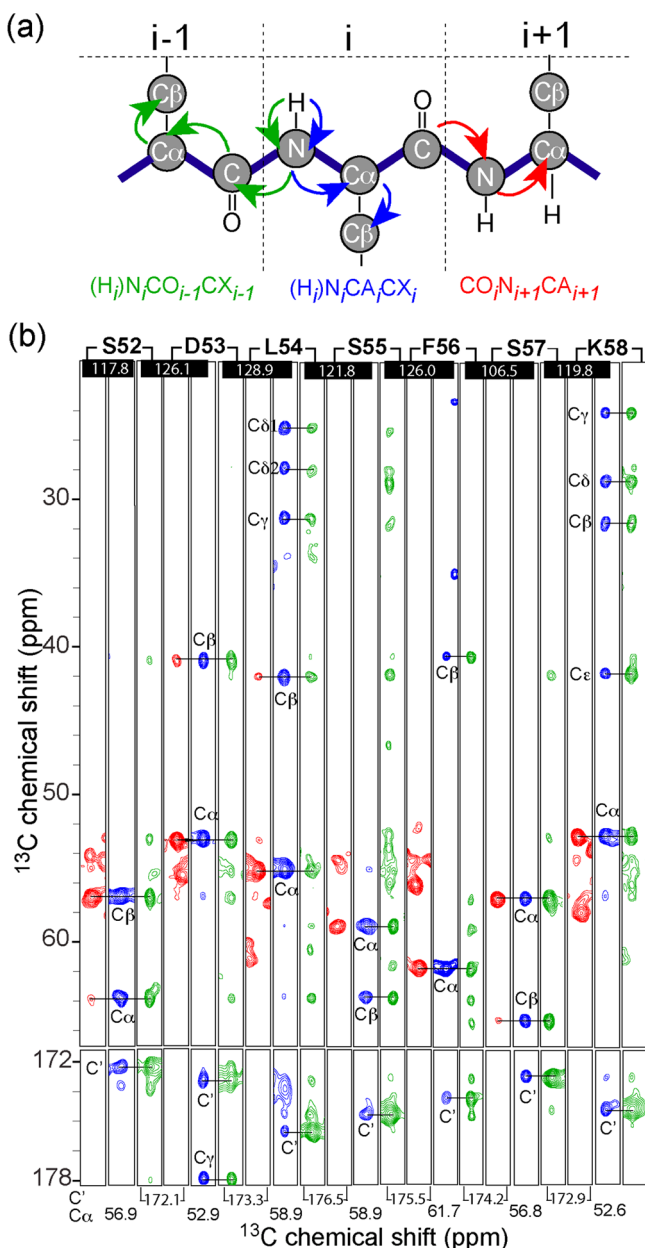 (a)
i-1 i i+1
Cβ H O Cβ
Cα N C Cα
C Cα N
O Cβ H H
(Hi)NiCOi-1CXi-1 (Hi)NiCAiCXi COiNi+1CAi+1
(b)
S52 D53 L54 S55 F56 S57 K58
117.8 126.1 128.9 121.8 126.0 106.5 119.8
Cδ1 Cγ
Cδ2 Cδ
30
Cγ Cβ
40
Cβ Cβ Cβ Cε
50
Cα Cα
Cβ Cα Cα Cα
60
Cα Cβ Cα Cβ
13C chemical shift (ppm)
172
C' C' C' C' C' C' C'
Cγ
178
C' 172.1 173.3 176.5 175.5 174.2 172.9
Cα 56.9 52.9 58.9 58.9 61.7 56.8 52.6
13C chemical shift (ppm)